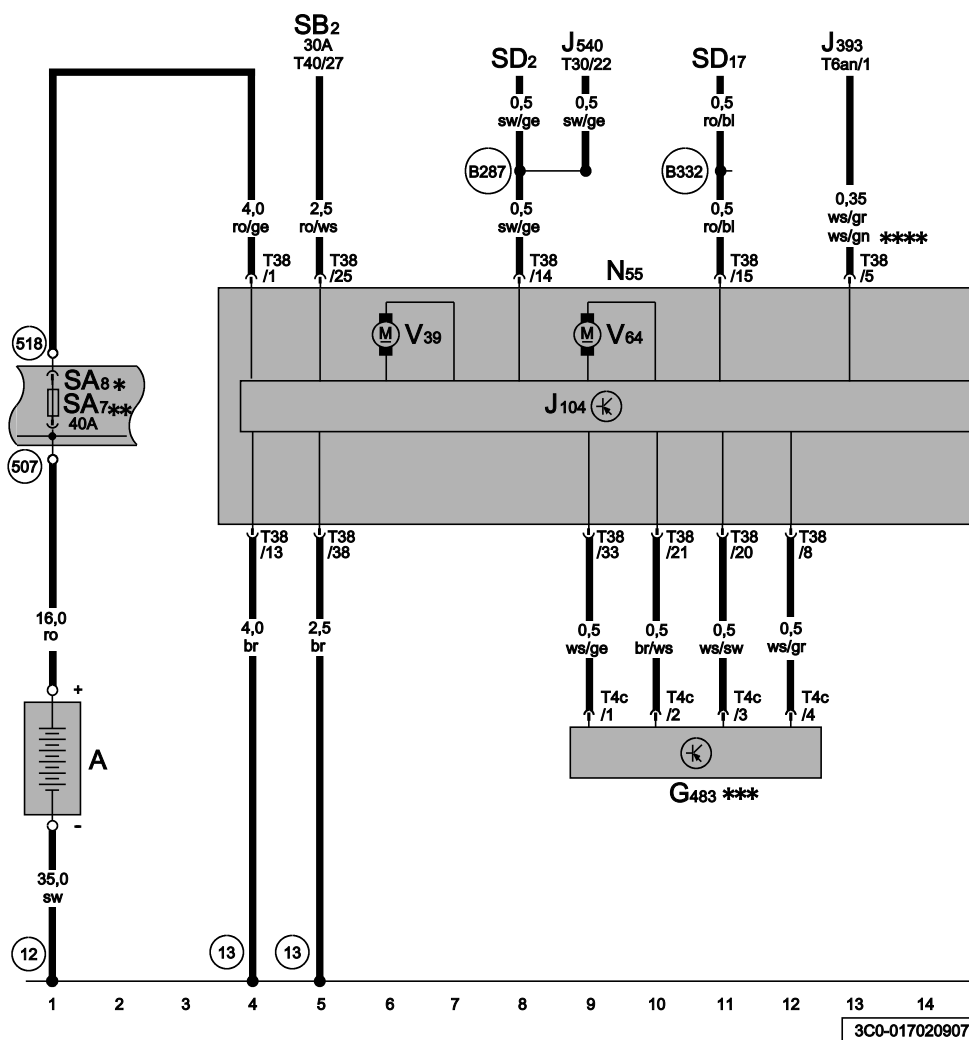 SB2
30A
T40/27
SD2
J540
T30/22
SD17
J393
T6an/1
0,5
sw/ge
0,5
sw/ge
0,5
ro/bl
B287
B332
4,0
ro/ge
2,5
ro/ws
0,5
sw/ge
0,5
ro/bl
0,35
ws/gr
ws/gn ****
T38
/1
T38
/25
T38
/14
N55
T38
/15
T38
/5
V39
M
V64
M
518
SA8*
SA7**
40A
J104
507
T38
/13
T38
/38
T38
/33
T38
/21
T38
/20
T38
/8
16,0
ro
4,0
br
2,5
br
0,5
ws/ge
0,5
br/ws
0,5
ws/sw
0,5
ws/gr
T4c
/1
T4c
/2
T4c
/3
T4c
/4
+
A
-
G483 ***
35,0
sw
12
13
13
1 2 3 4 5 6 7 8 9 10 11 12 13 14
3C0-017020907